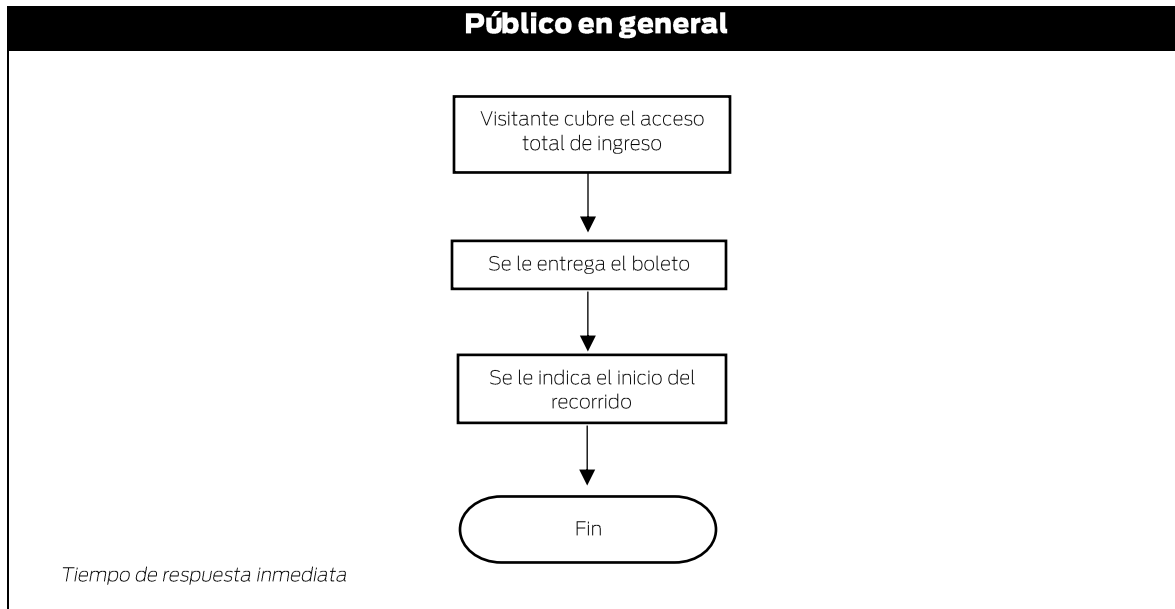 Público en general
Visitante cubre el acceso
total de ingreso
Se le entrega el boleto
Se le indica el inicio del
recorrido
Fin
Tiempo de respuesta inmediata